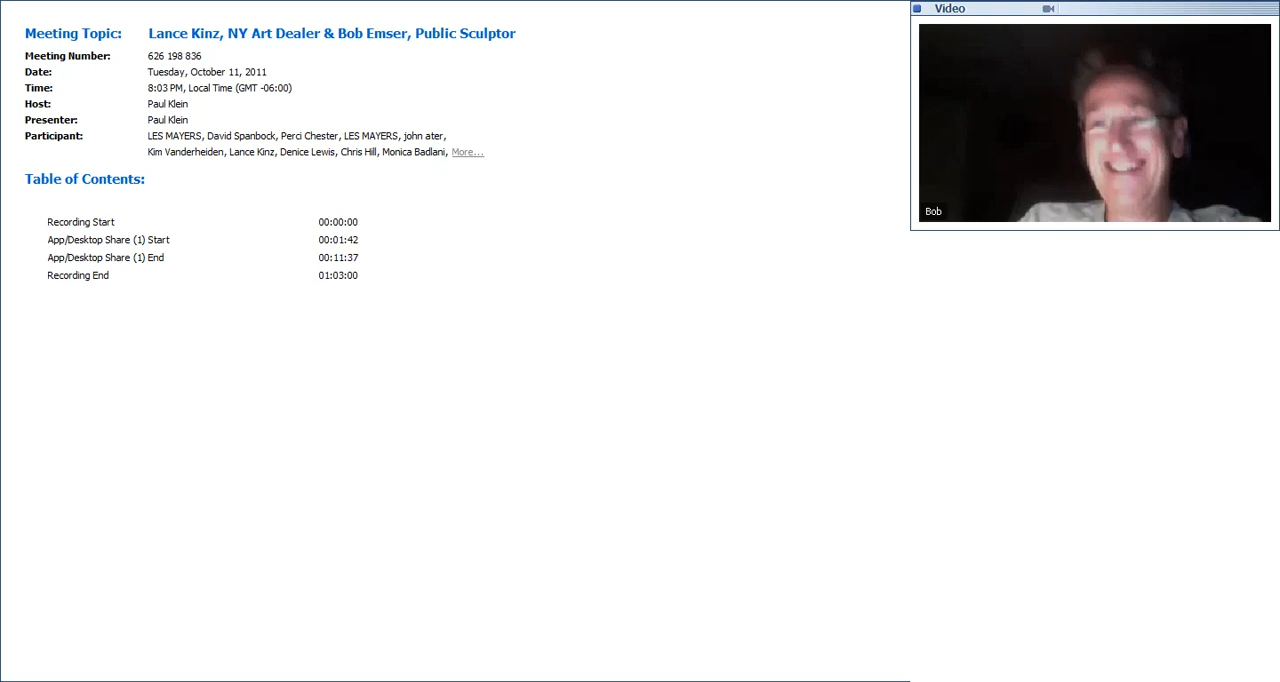 Meeting Topic: Lance Kinz, NY Art Dealer & Bob Emser, Public Sculptor
Meeting Number: 626 198 836
Date: Tuesday, October 11, 2011
Time: 8:03 PM, Local Time (GMT -06:00)
Host: Paul Klein
Presenter: Paul Klein
Participant: LES MAYERS, David Spanbock, Perci Chester, LES MAYERS, john ater,
Kim Vanderheiden, Lance Kinz, Denice Lewis, Chris Hill, Monica Badlani, More...
Table of Contents:
Recording Start 00:00:00
App/Desktop Share (1) Start 00:01:42
App/Desktop Share (1) End 00:11:37
Recording End 01:03:00
Video
Bob